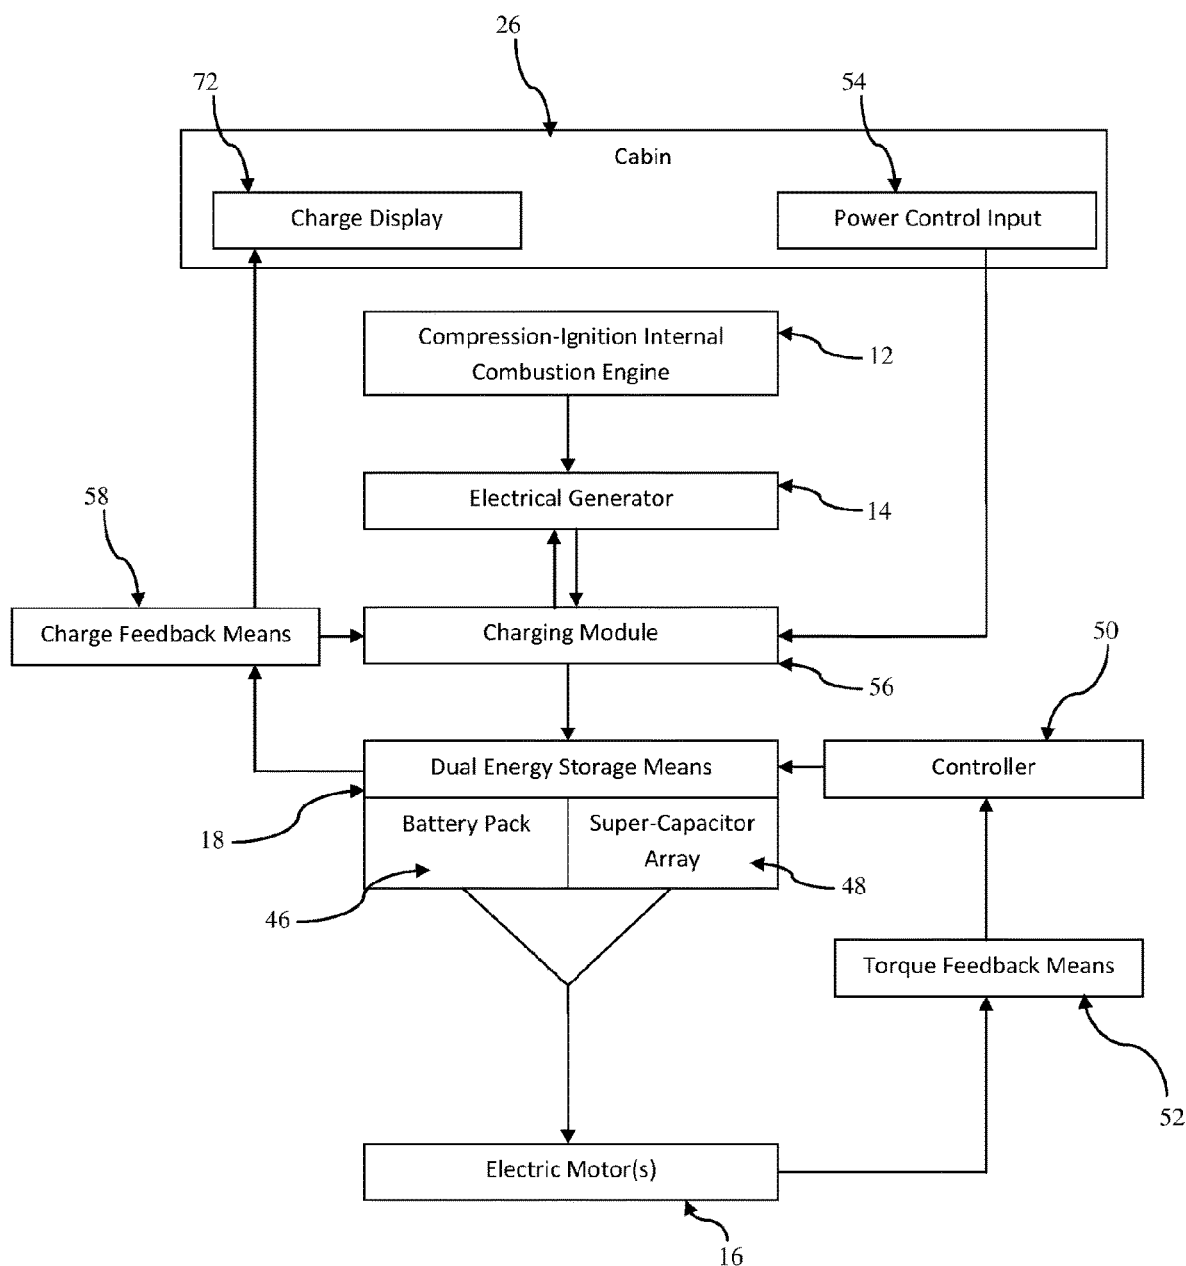 26
72
54
Cabin
Charge Display
Power Control Input
Compression-Ignition Internal
Combustion Engine
12
Electrical Generator
14
58
Charge Feedback Means
Charging Module
50
56
Dual Energy Storage Means
Controller
18
Battery Pack
Super-Capacitor
Array
48
46
Torque Feedback Means
52
Electric Motor(s)
16